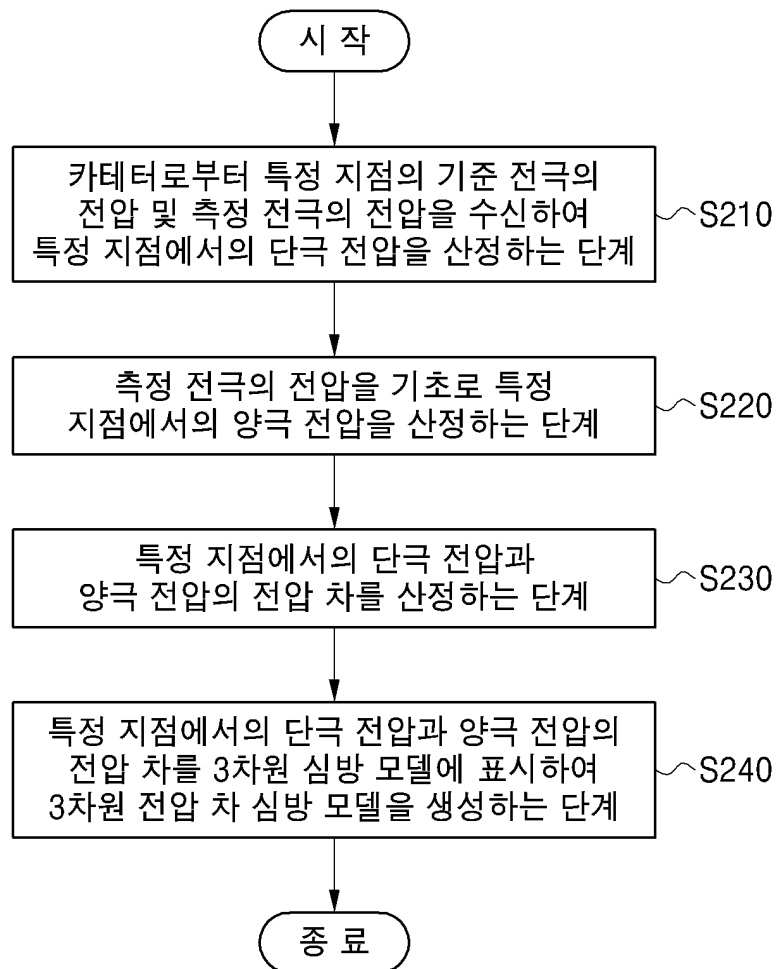 시 작
카테터로부터 특정 지점의 기준 전극의
전압 및 측정 전극의 전압을 수신하여
특정 지점에서의 단극 전압을 산정하는 단계
S210
측정 전극의 전압을 기초로 특정
지점에서의 양극 전압을 산정하는 단계
S220
특정 지점에서의 단극 전압과
양극 전압의 전압 차를 산정하는 단계
S230
특정 지점에서의 단극 전압과 양극 전압의
전압 차를 3차원 심방 모델에 표시하여
3차원 전압 차 심방 모델을 생성하는 단계
S240
종 료